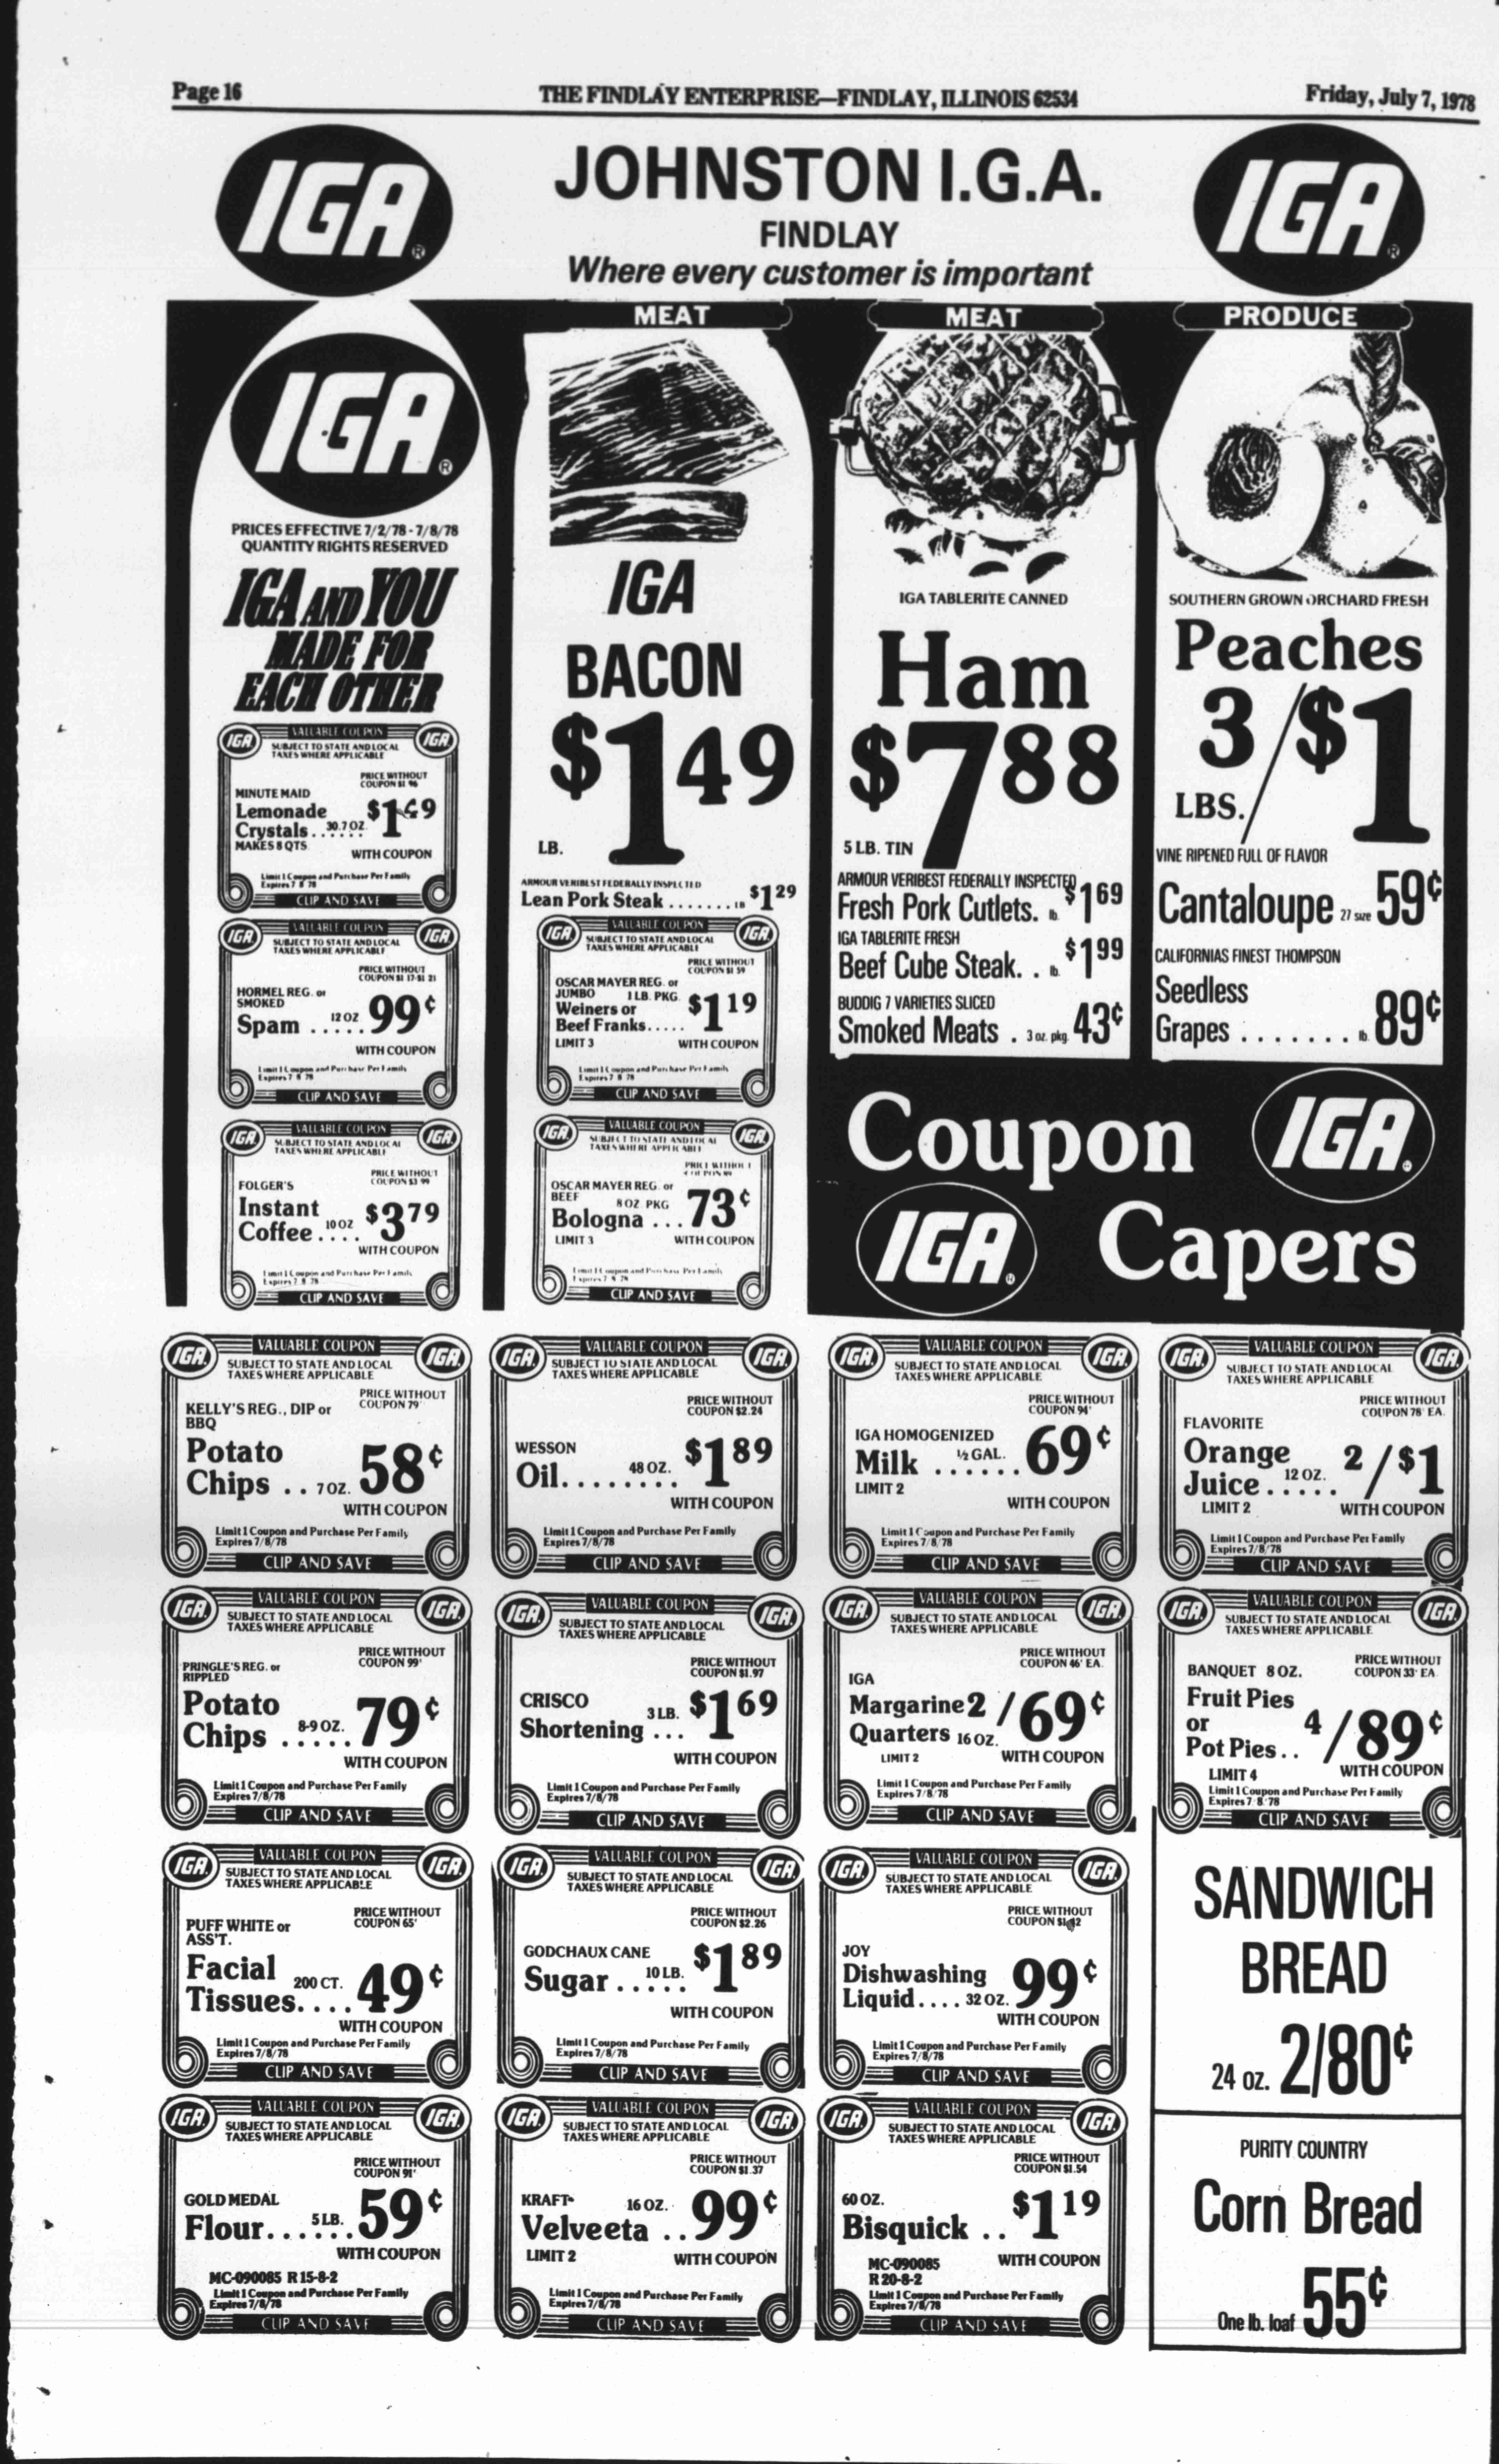 Page 16
THE FINDLAY ENTERPRISE—FINDLAY, ILLINOIS 62534
Friday, July 7, 1978
IGA
JOHNSTON I.G.A.
FINDLAY
Where every customer is important
IGA
IGA
PRICES EFFECTIVE 7/2/78 - 7/8/78
QUANTITY RIGHTS RESERVED
IGA AND YOU
MADE FOR
EACH OTHER
IGA VALUABLE COUPON IGA
SUBJECT TO STATE AND LOCAL
TAXES WHERE APPLICABLE
PRICE WITHOUT
COUPON $1 96
MINUTE MAID
Lemonade
Crystals.. 30.7 OZ.
MAKES 8 QTS
WITH COUPON
Limit 1 Coupon and Purchase Per Family
Expires 7 8 78
CLIP AND SAVE
IGA VALUABLE COUPON IGA
SUBJECT TO STATE AND LOCAL
TAXES WHERE APPLICABLE
PRICE WITHOUT
COUPON $1 17-$1 21
HORMEL REG. or
SMOKED
Spam ..... 12 OZ 99¢
WITH COUPON
Limit 1 Coupon and Purchase Per Family
Expires 7 8 78
CLIP AND SAVE
IGA VALUABLE COUPON IGA
SUBJECT TO STATE AND LOCAL
TAXES WHERE APPLICABLE
PRICE WITHOUT
COUPON $3 99
FOLGER'S
Instant
Coffee.... 10 OZ $3 79
WITH COUPON
Limit 1 Coupon and Purchase Per Family
Expires 7 8 78
CLIP AND SAVE
MEAT
IGA
BACON
$1 49
LB.
ARMOUR VERIBEST FEDERALLY INSPECTED
Lean Pork Steak ....... LB $1 29
IGA VALUABLE COUPON IGA
SUBJECT TO STATE AND LOCAL
TAXES WHERE APPLICABLE
PRICE WITHOUT
COUPON $1 59
OSCAR MAYER REG. or
JUMBO 1 LB. PKG.
Weiners or
Beef Franks..... $1 19
LIMIT 3 WITH COUPON
Limit 1 Coupon and Purchase Per Family
Expires 7 8 78
CLIP AND SAVE
IGA VALUABLE COUPON IGA
SUBJECT TO STATE AND LOCAL
TAXES WHERE APPLICABLE
PRICE WITHOUT
COUPON
OSCAR MAYER REG. or
BEEF 8 OZ PKG
Bologna ... 73¢
LIMIT 3 WITH COUPON
Limit 1 Coupon and Purchase Per Family
Expires 7 8 78
CLIP AND SAVE
MEAT
IGA TABLERITE CANNED
Ham
$7 88
5 LB. TIN
ARMOUR VERIBEST FEDERALLY INSPECTED
Fresh Pork Cutlets. lb. $1 69
IGA TABLERITE FRESH
Beef Cube Steak. . lb. $1 99
BUDDIG 7 VARIETIES SLICED
Smoked Meats . 3 oz. pkg. 43¢
PRODUCE
SOUTHERN GROWN ORCHARD FRESH
Peaches
3/$1
LBS.
VINE RIPENED FULL OF FLAVOR
Cantaloupe 27 size 59¢
CALIFORNIAS FINEST THOMPSON
Seedless
Grapes ....... lb. 89¢
Coupon IGA
IGA Capers
IGA VALUABLE COUPON IGA
SUBJECT TO STATE AND LOCAL
TAXES WHERE APPLICABLE
PRICE WITHOUT
COUPON 79¢
KELLY'S REG., DIP or
BBQ
Potato
Chips .. 7 OZ. 58¢
WITH COUPON
Limit 1 Coupon and Purchase Per Family
Expires 7/8/78
CLIP AND SAVE
IGA VALUABLE COUPON IGA
SUBJECT TO STATE AND LOCAL
TAXES WHERE APPLICABLE
PRICE WITHOUT
COUPON $2.24
WESSON
Oil........ 48 OZ. $1 89
WITH COUPON
Limit 1 Coupon and Purchase Per Family
Expires 7/8/78
CLIP AND SAVE
IGA VALUABLE COUPON IGA
SUBJECT TO STATE AND LOCAL
TAXES WHERE APPLICABLE
PRICE WITHOUT
COUPON 94¢
IGA HOMOGENIZED
Milk ...... ½ GAL. 69¢
LIMIT 2
WITH COUPON
Limit 1 Coupon and Purchase Per Family
Expires 7/8/78
CLIP AND SAVE
IGA VALUABLE COUPON IGA
SUBJECT TO STATE AND LOCAL
TAXES WHERE APPLICABLE
PRICE WITHOUT
COUPON 78¢ EA.
FLAVORITE
Orange
Juice..... 12 OZ. 2/$1
LIMIT 2 WITH COUPON
Limit 1 Coupon and Purchase Per Family
Expires 7/8/78
CLIP AND SAVE
IGA VALUABLE COUPON IGA
SUBJECT TO STATE AND LOCAL
TAXES WHERE APPLICABLE
PRICE WITHOUT
COUPON 99¢
PRINGLE'S REG. or
RIPPLED
Potato
Chips ..... 8-9 OZ. 79¢
WITH COUPON
Limit 1 Coupon and Purchase Per Family
Expires 7/8/78
CLIP AND SAVE
IGA VALUABLE COUPON IGA
SUBJECT TO STATE AND LOCAL
TAXES WHERE APPLICABLE
PRICE WITHOUT
COUPON $1.97
CRISCO
Shortening ... 3 LB. $1 69
WITH COUPON
Limit 1 Coupon and Purchase Per Family
Expires 7/8/78
CLIP AND SAVE
IGA VALUABLE COUPON IGA
SUBJECT TO STATE AND LOCAL
TAXES WHERE APPLICABLE
PRICE WITHOUT
COUPON 46¢ EA.
IGA
Margarine 2/69¢
Quarters 16 OZ.
LIMIT 2 WITH COUPON
Limit 1 Coupon and Purchase Per Family
Expires 7/8/78
CLIP AND SAVE
IGA VALUABLE COUPON IGA
SUBJECT TO STATE AND LOCAL
TAXES WHERE APPLICABLE
PRICE WITHOUT
COUPON 33¢ EA
BANQUET 8 OZ.
Fruit Pies
or
Pot Pies.. 4/89¢
LIMIT 4 WITH COUPON
Limit 1 Coupon and Purchase Per Family
Expires 7/8/78
CLIP AND SAVE
IGA VALUABLE COUPON IGA
SUBJECT TO STATE AND LOCAL
TAXES WHERE APPLICABLE
PRICE WITHOUT
COUPON 65¢
PUFF WHITE or
ASS'T.
Facial
Tissues.... 200 CT. 49¢
WITH COUPON
Limit 1 Coupon and Purchase Per Family
Expires 7/8/78
CLIP AND SAVE
IGA VALUABLE COUPON IGA
SUBJECT TO STATE AND LOCAL
TAXES WHERE APPLICABLE
PRICE WITHOUT
COUPON $2.26
GODCHAUX CANE
Sugar ..... 10 LB. $1 89
WITH COUPON
Limit 1 Coupon and Purchase Per Family
Expires 7/8/78
CLIP AND SAVE
IGA VALUABLE COUPON IGA
SUBJECT TO STATE AND LOCAL
TAXES WHERE APPLICABLE
PRICE WITHOUT
COUPON
JOY
Dishwashing
Liquid.... 32 OZ. 99¢
WITH COUPON
Limit 1 Coupon and Purchase Per Family
Expires 7/8/78
CLIP AND SAVE
SANDWICH
BREAD
24 oz. 2/80¢
IGA VALUABLE COUPON IGA
SUBJECT TO STATE AND LOCAL
TAXES WHERE APPLICABLE
PRICE WITHOUT
COUPON 91¢
GOLD MEDAL
Flour...... 5 LB. 59¢
WITH COUPON
MC-090085 R 15-8-2
Limit 1 Coupon and Purchase Per Family
Expires 7/8/78
CLIP AND SAVE
IGA VALUABLE COUPON IGA
SUBJECT TO STATE AND LOCAL
TAXES WHERE APPLICABLE
PRICE WITHOUT
COUPON $1.37
KRAFT 16 OZ.
Velveeta .. 99¢
LIMIT 2 WITH COUPON
Limit 1 Coupon and Purchase Per Family
Expires 7/8/78
CLIP AND SAVE
IGA VALUABLE COUPON IGA
SUBJECT TO STATE AND LOCAL
TAXES WHERE APPLICABLE
PRICE WITHOUT
COUPON $1.54
60 OZ.
Bisquick .. $1 19
MC-090085 WITH COUPON
R 20-8-2
Limit 1 Coupon and Purchase Per Family
Expires 7/8/78
CLIP AND SAVE
PURITY COUNTRY
Corn Bread
One lb. loaf 55¢